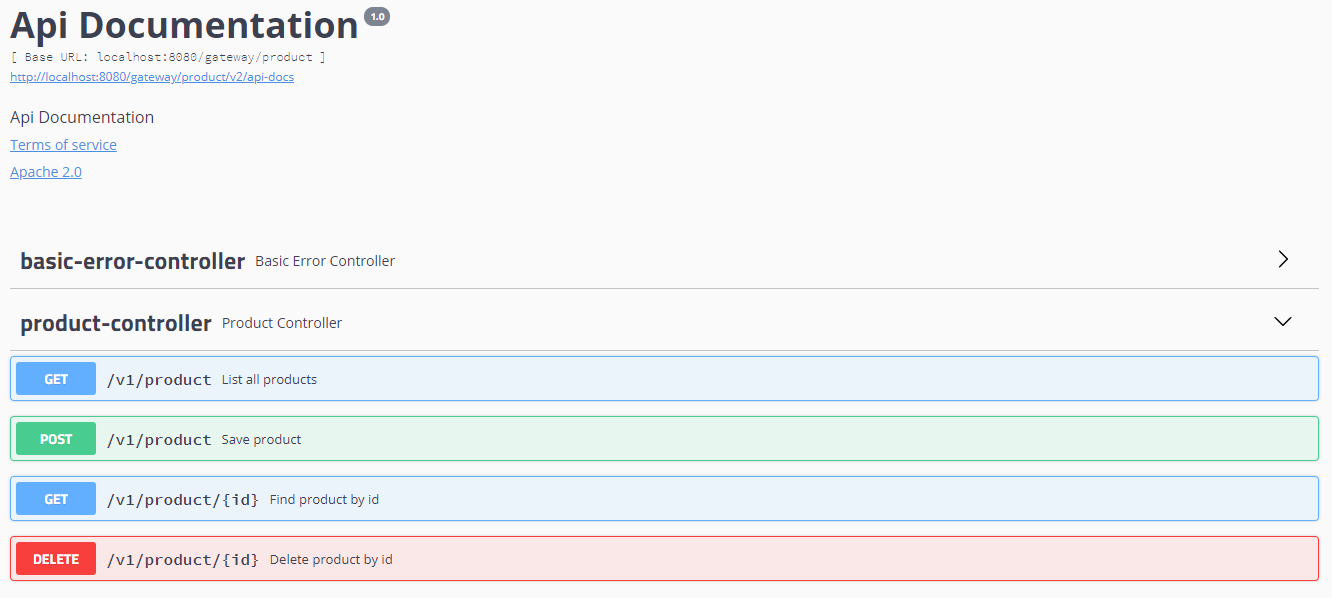 Api Documentation 1.0
[ Base URL: localhost:8080/gateway/product ]
http://localhost:8080/gateway/product/v2/api-docs
Api Documentation
Terms of service
Apache 2.0
basic-error-controller Basic Error Controller
product-controller Product Controller
GET /v1/product List all products
POST /v1/product Save product
GET /v1/product/{id} Find product by id
DELETE /v1/product/{id} Delete product by id